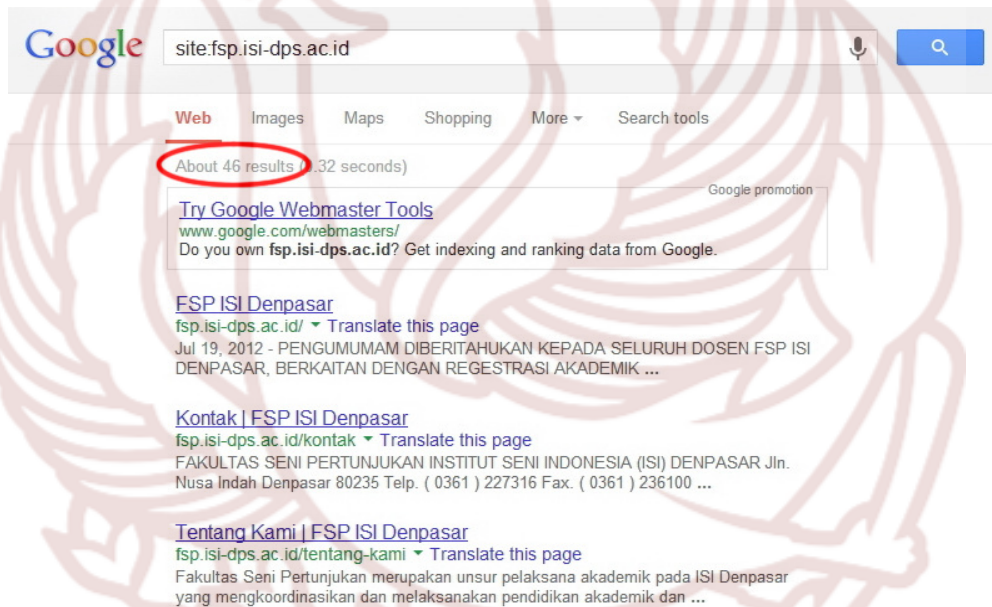 Google site:fsp.isi-dps.ac.id
Web Images Maps Shopping More Search tools
About 46 results (0.32 seconds)
Google promotion
Try Google Webmaster Tools
www.google.com/webmasters/
Do you own fsp.isi-dps.ac.id? Get indexing and ranking data from Google.
FSP ISI Denpasar
fsp.isi-dps.ac.id/ Translate this page
Jul 19, 2012 - PENGUMUMAM DIBERITAHUKAN KEPADA SELURUH DOSEN FSP ISI
DENPASAR, BERKAITAN DENGAN REGESTRASI AKADEMIK ...
Kontak | FSP ISI Denpasar
fsp.isi-dps.ac.id/kontak Translate this page
FAKULTAS SENI PERTUNJUKAN INSTITUT SENI INDONESIA (ISI) DENPASAR Jln.
Nusa Indah Denpasar 80235 Telp. ( 0361 ) 227316 Fax. ( 0361 ) 236100 ...
Tentang Kami | FSP ISI Denpasar
fsp.isi-dps.ac.id/tentang-kami Translate this page
Fakultas Seni Pertunjukan merupakan unsur pelaksana akademik pada ISI Denpasar
yang mengkoordinasikan dan melaksanakan pendidikan akademik dan ...